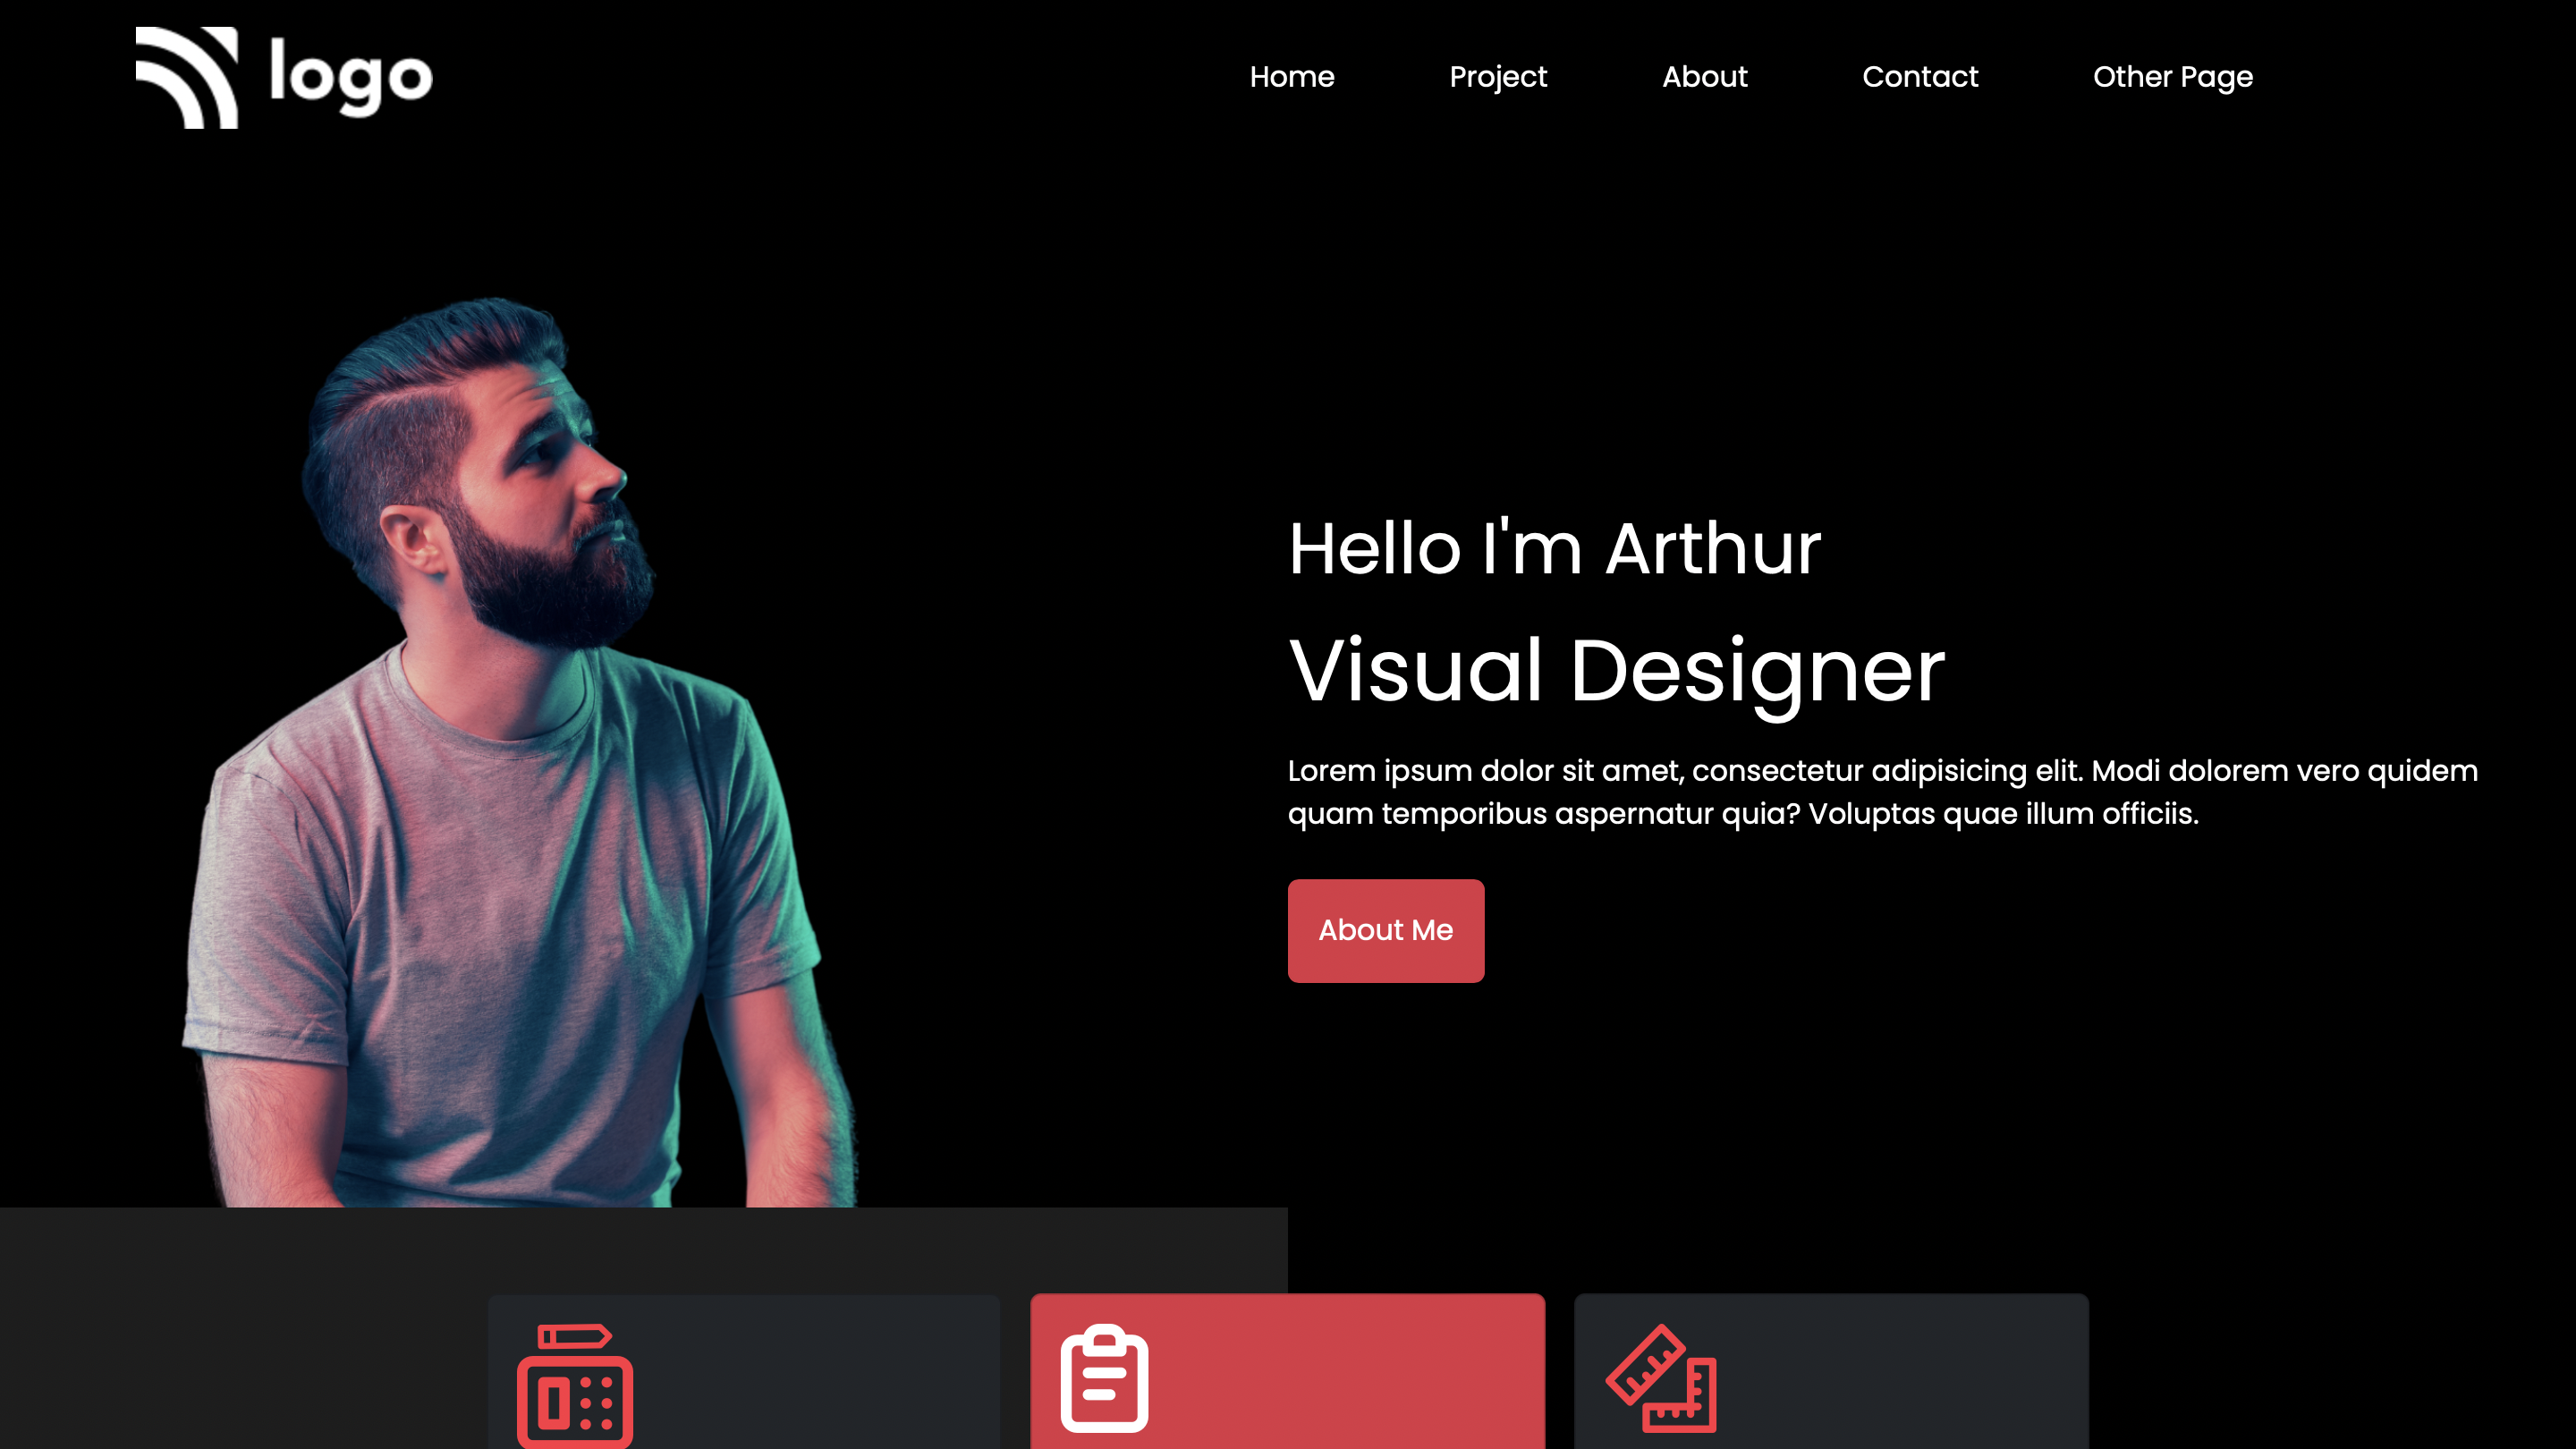 logo
Home
Project
About
Contact
Other Page
Hello I'm Arthur
Visual Designer
Lorem ipsum dolor sit amet, consectetur adipisicing elit. Modi dolorem vero quidem
quam temporibus aspernatur quia? Voluptas quae illum officiis.
About Me